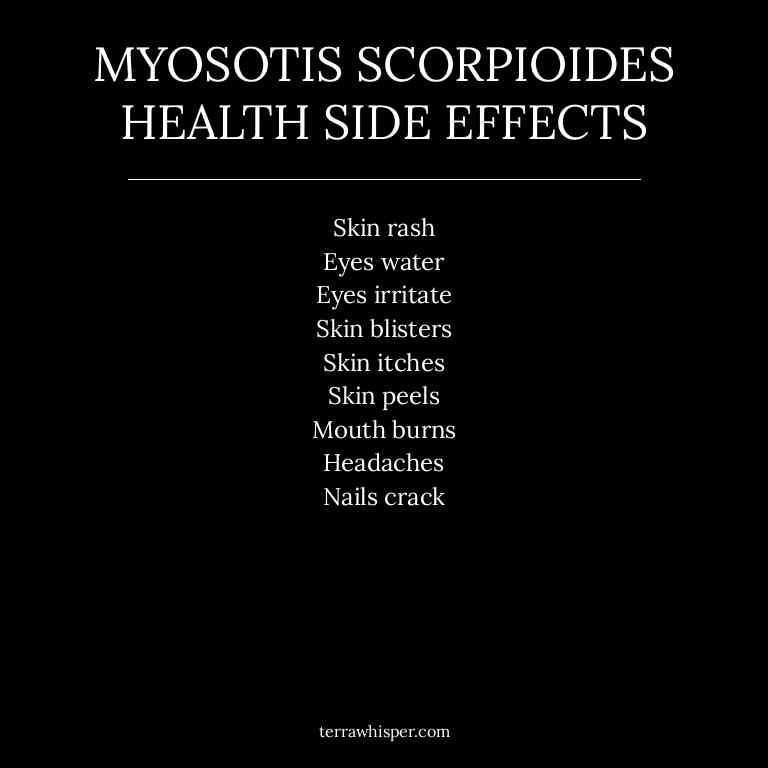 MYOSOTIS SCORPIOIDES
HEALTH SIDE EFFECTS
Skin rash
Eyes water
Eyes irritate
Skin blisters
Skin itches
Skin peels
Mouth burns
Headaches
Nails crack
terrawhisper.com